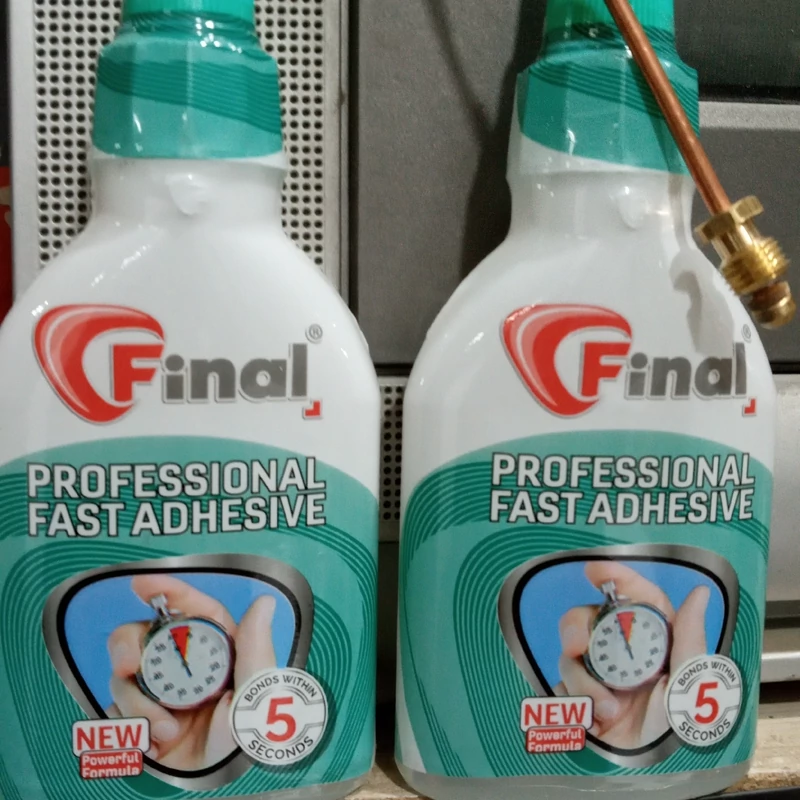 Final®
PROFESSIONAL
FAST ADHESIVE
BONDS WITHIN
5
SECONDS
NEW
Powerful
Formula
Final®
PROFESSIONAL
FAST ADHESIVE
BONDS WITHIN
5
SECONDS
NEW
Powerful
Formula